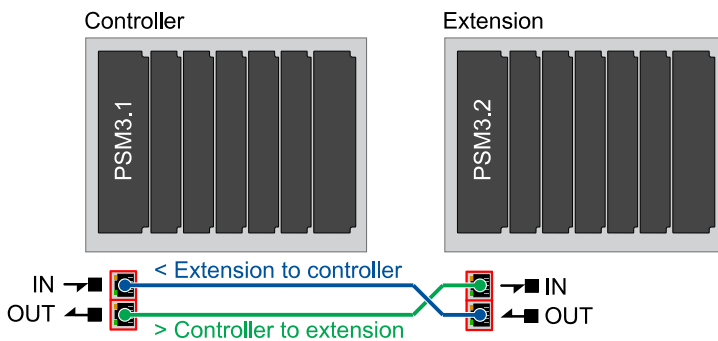 Controller
Extension
PSM3.1
PSM3.2
< Extension to controller
IN
IN
OUT
OUT
> Controller to extension